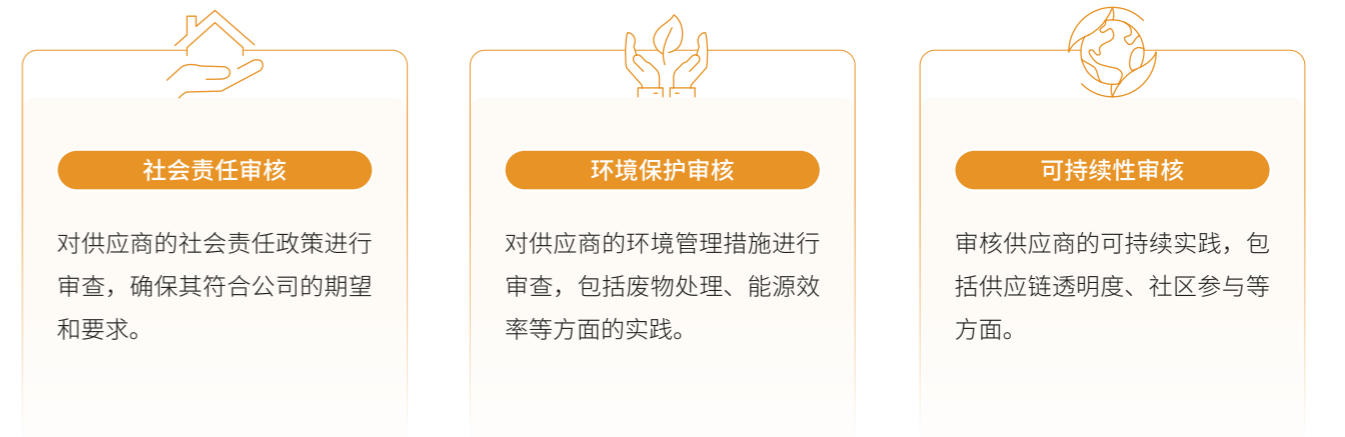 社会责任审核
对供应商的社会责任政策进行
审查，确保其符合公司的期望
和要求。
环境保护审核
对供应商的环境管理措施进行
审查，包括废物处理、能源效
率等方面的实践。
可持续性审核
审核供应商的可持续实践，包
括供应链透明度、社区参与等
方面。